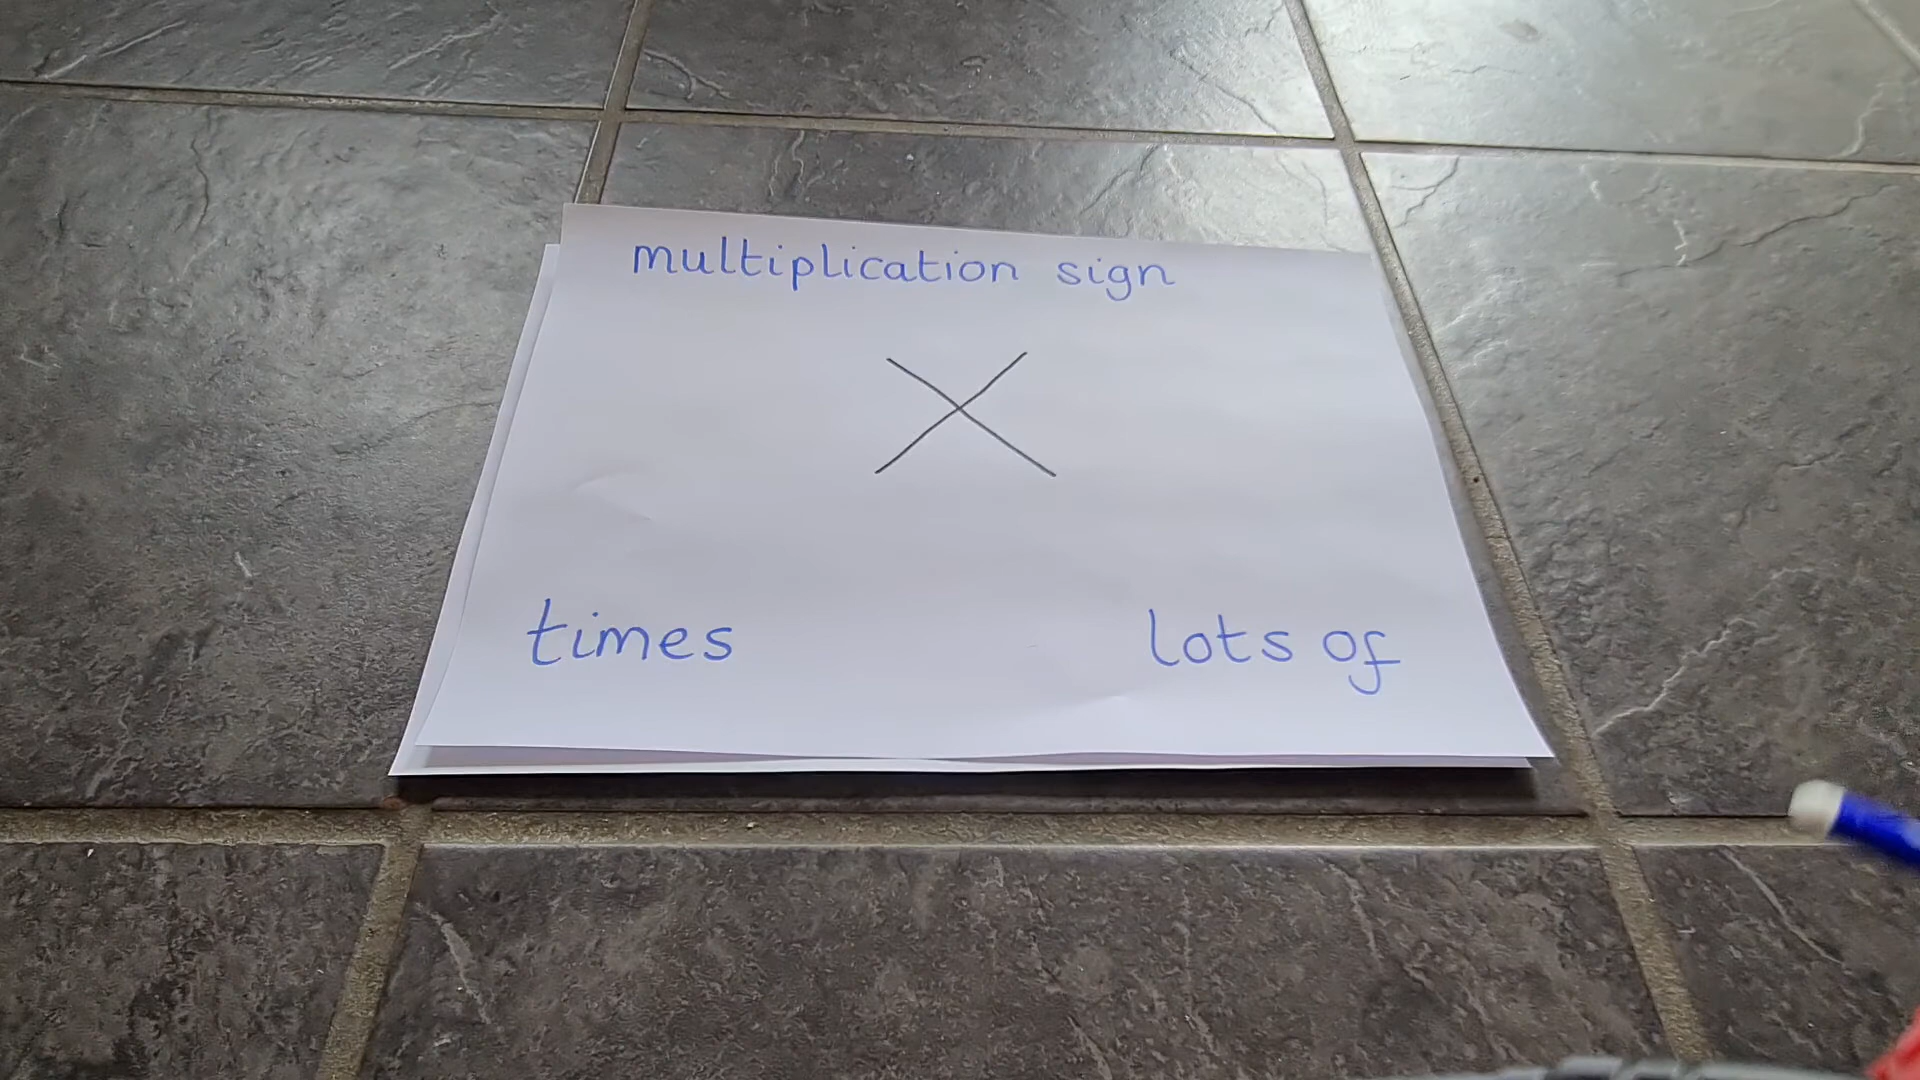 multiplication sign
×
times
lots of